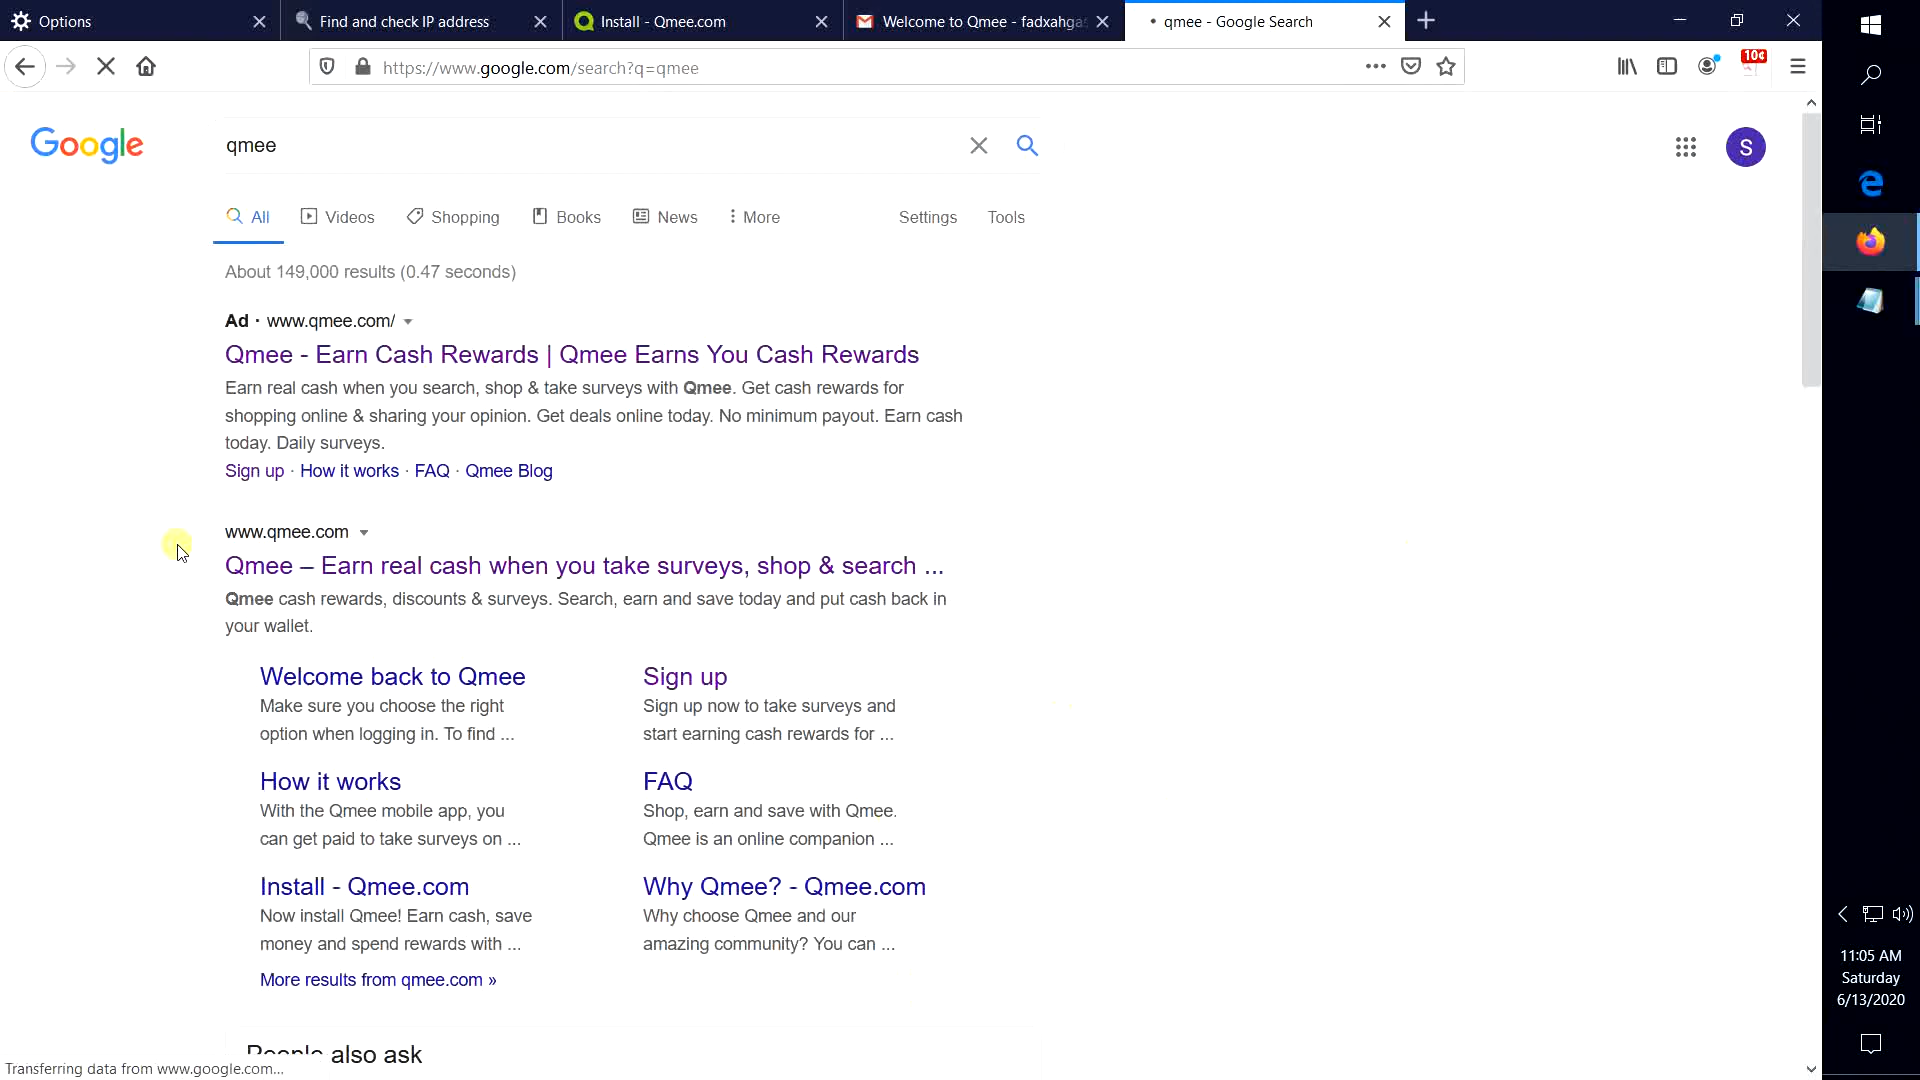 Options
Find and check IP address
Install - Qmee.com
Welcome to Qmee - fadxahgas
qmee - Google Search
https://www.google.com/search?q=qmee
10¢
Google
qmee
S
All
Videos
Shopping
Books
News
More
Settings
Tools
About 149,000 results (0.47 seconds)
Ad · www.qmee.com/
Qmee - Earn Cash Rewards | Qmee Earns You Cash Rewards
Earn real cash when you search, shop & take surveys with Qmee. Get cash rewards for
shopping online & sharing your opinion. Get deals online today. No minimum payout. Earn cash
today. Daily surveys.
Sign up · How it works · FAQ · Qmee Blog
www.qmee.com
Qmee – Earn real cash when you take surveys, shop & search ...
Qmee cash rewards, discounts & surveys. Search, earn and save today and put cash back in
your wallet.
Welcome back to Qmee
Make sure you choose the right
option when logging in. To find ...
Sign up
Sign up now to take surveys and
start earning cash rewards for ...
How it works
With the Qmee mobile app, you
can get paid to take surveys on ...
FAQ
Shop, earn and save with Qmee.
Qmee is an online companion ...
Install - Qmee.com
Now install Qmee! Earn cash, save
money and spend rewards with ...
Why Qmee? - Qmee.com
Why choose Qmee and our
amazing community? You can ...
More results from qmee.com »
People also ask
Transferring data from www.google.com...
11:05 AM
Saturday
6/13/2020